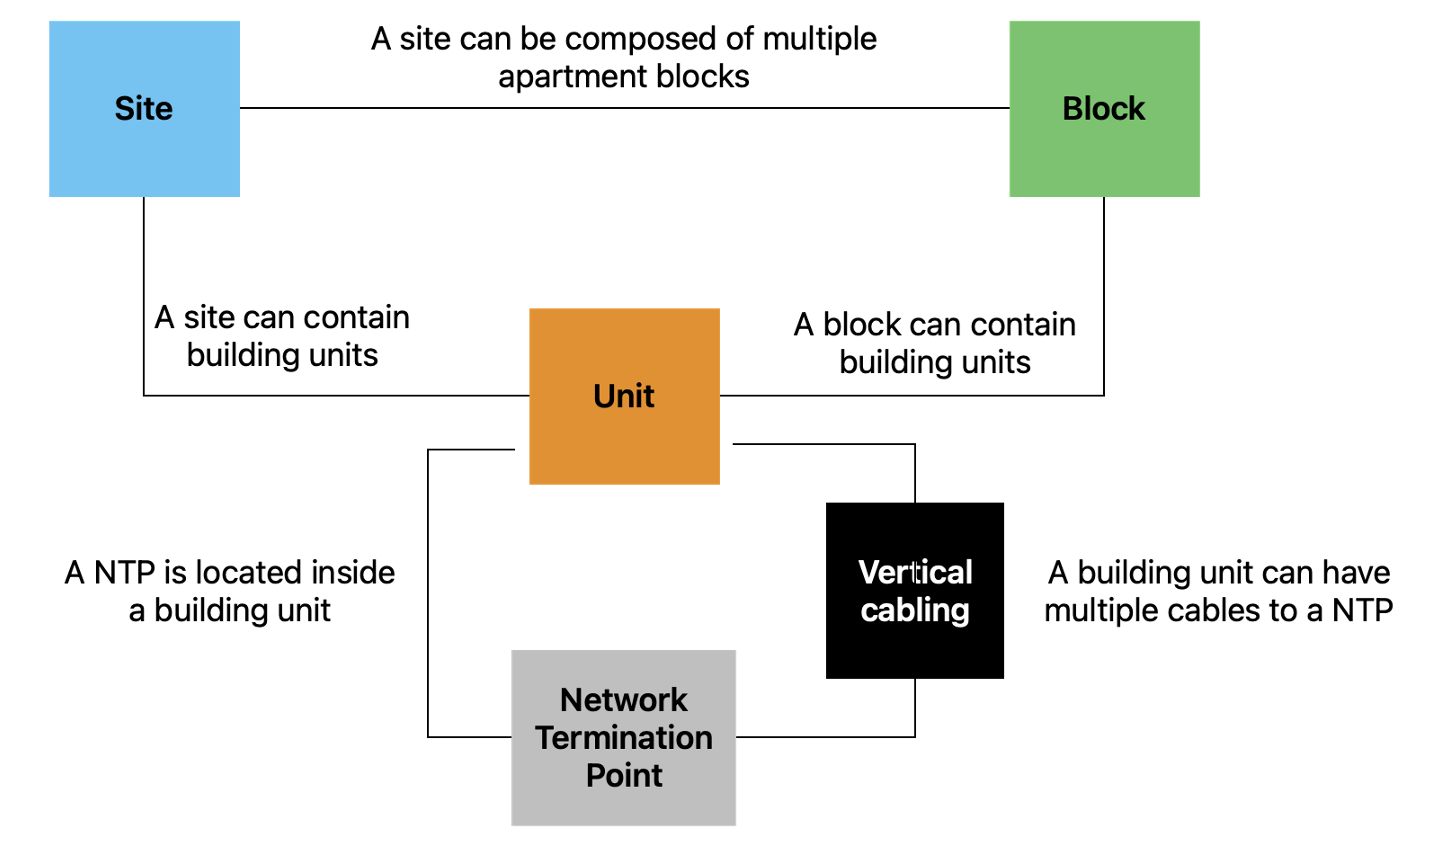 A site can be composed of multiple
apartment blocks
Site
Block
A site can contain
building units
A block can contain
building units
Unit
A NTP is located inside
a building unit
Vertical
cabling
A building unit can have
multiple cables to a NTP
Network
Termination
Point